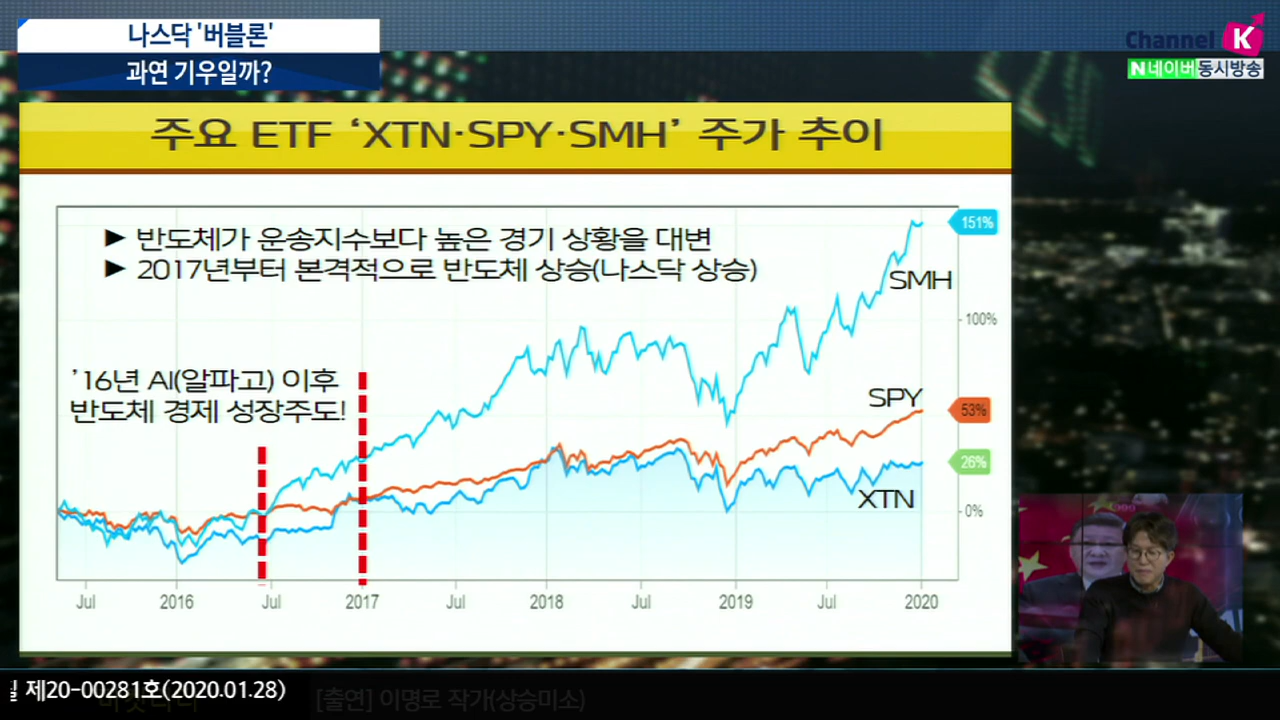 나스닥 '버블론'
과연 기우일까?
Channel K
N 네이버 동시방송
주요 ETF ‘XTN·SPY·SMH’ 주가 추이
► 반도체가 운송지수보다 높은 경기 상황을 대변
► 2017년부터 본격적으로 반도체 상승(나스닥 상승)
’16년 AI(알파고) 이후
반도체 경제 성장주도!
151%
SMH
100%
SPY
53%
26%
XTN
0%
Jul 2016 Jul 2017 Jul 2018 Jul 2019 Jul 2020
제20-00281호(2020.01.28)
[출연] 이명로 작가(상승미소)